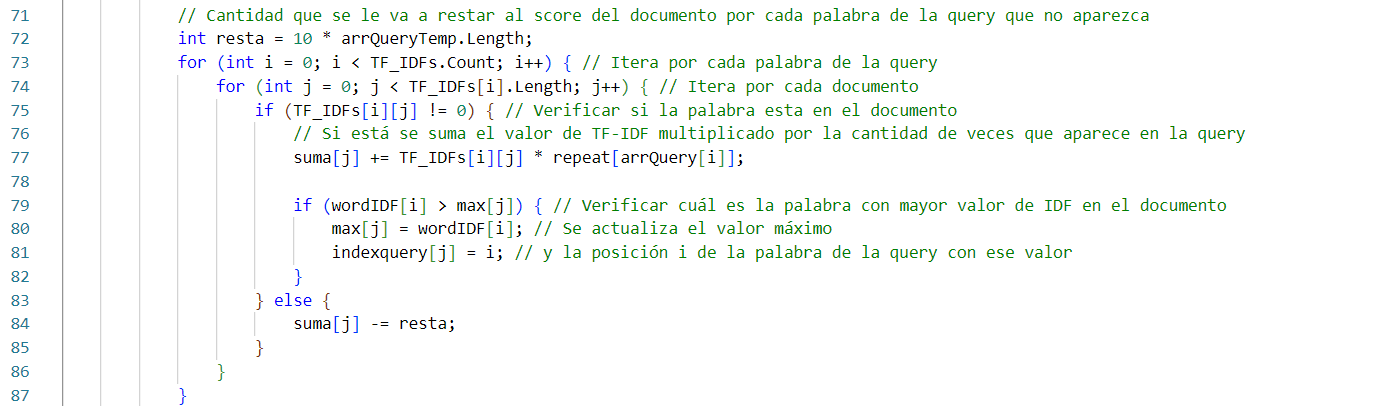 71 // Cantidad que se le va a restar al score del documento por cada palabra de la query que no aparezca
72 int resta = 10 * arrQueryTemp.Length;
73 for (int i = 0; i < TF_IDFs.Count; i++) { // Itera por cada palabra de la query
74 for (int j = 0; j < TF_IDFs[i].Length; j++) { // Itera por cada documento
75 if (TF_IDFs[i][j] != 0) { // Verificar si la palabra esta en el documento
76 // Si está se suma el valor de TF-IDF multiplicado por la cantidad de veces que aparece en la query
77 suma[j] += TF_IDFs[i][j] * repeat[arrQuery[i]];
78
79 if (wordIDF[i] > max[j]) { // Verificar cuál es la palabra con mayor valor de IDF en el documento
80 max[j] = wordIDF[i]; // Se actualiza el valor máximo
81 indexquery[j] = i; // y la posición i de la palabra de la query con ese valor
82 }
83 } else {
84 suma[j] -= resta;
85 }
86 }
87 }